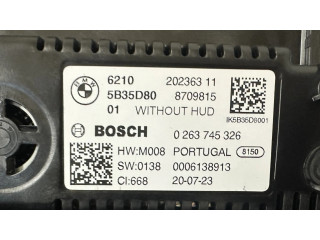 6210 202363 11
5B35D80 8709815
01 WITHOUT HUD
IK5B35D8001
BOSCH 0 263 745 326
HW:M008 PORTUGAL 8150
SW:0138 0006138913
CI:668 20-07-23